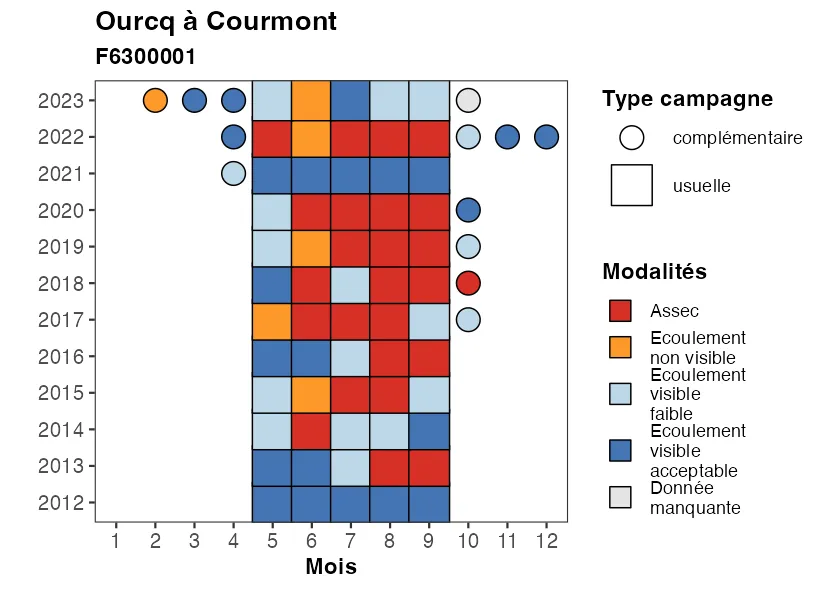 Ourcq à Courmont
F6300001
2023
2022
2021
2020
2019
2018
2017
2016
2015
2014
2013
2012
1 2 3 4 5 6 7 8 9 10 11 12
Mois
Type campagne
complémentaire
usuelle
Modalités
Assec
Ecoulement
non visible
Ecoulement
visible
faible
Ecoulement
visible
acceptable
Donnée
manquante